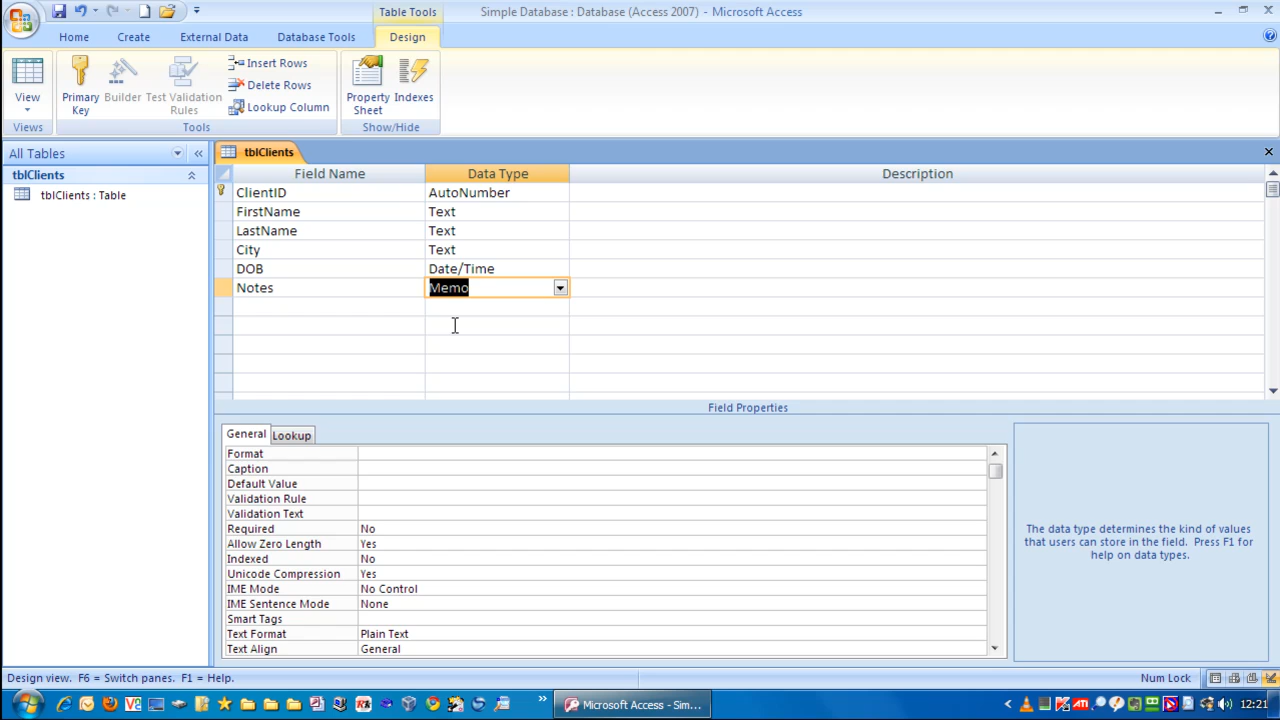 Table Tools
Simple Database : Database (Access 2007) - Microsoft Access
Home
Create
External Data
Database Tools
Design
View
Primary Key
Builder
Test Validation Rules
Insert Rows
Delete Rows
Lookup Column
Property Sheet
Indexes
Views
Tools
Show/Hide
All Tables
tblClients
tblClients : Table
tblClients
Field Name Data Type Description
ClientID AutoNumber
FirstName Text
LastName Text
City Text
DOB Date/Time
Notes Memo
Field Properties
General Lookup
Format
Caption
Default Value
Validation Rule
Validation Text
Required No
Allow Zero Length Yes
Indexed No
Unicode Compression Yes
IME Mode No Control
IME Sentence Mode None
Smart Tags
Text Format Plain Text
Text Align General
The data type determines the kind of values
that users can store in the field. Press F1 for
help on data types.
Design view. F6 = Switch panes. F1 = Help.
Num Lock
Microsoft Access - Sim...
12:21